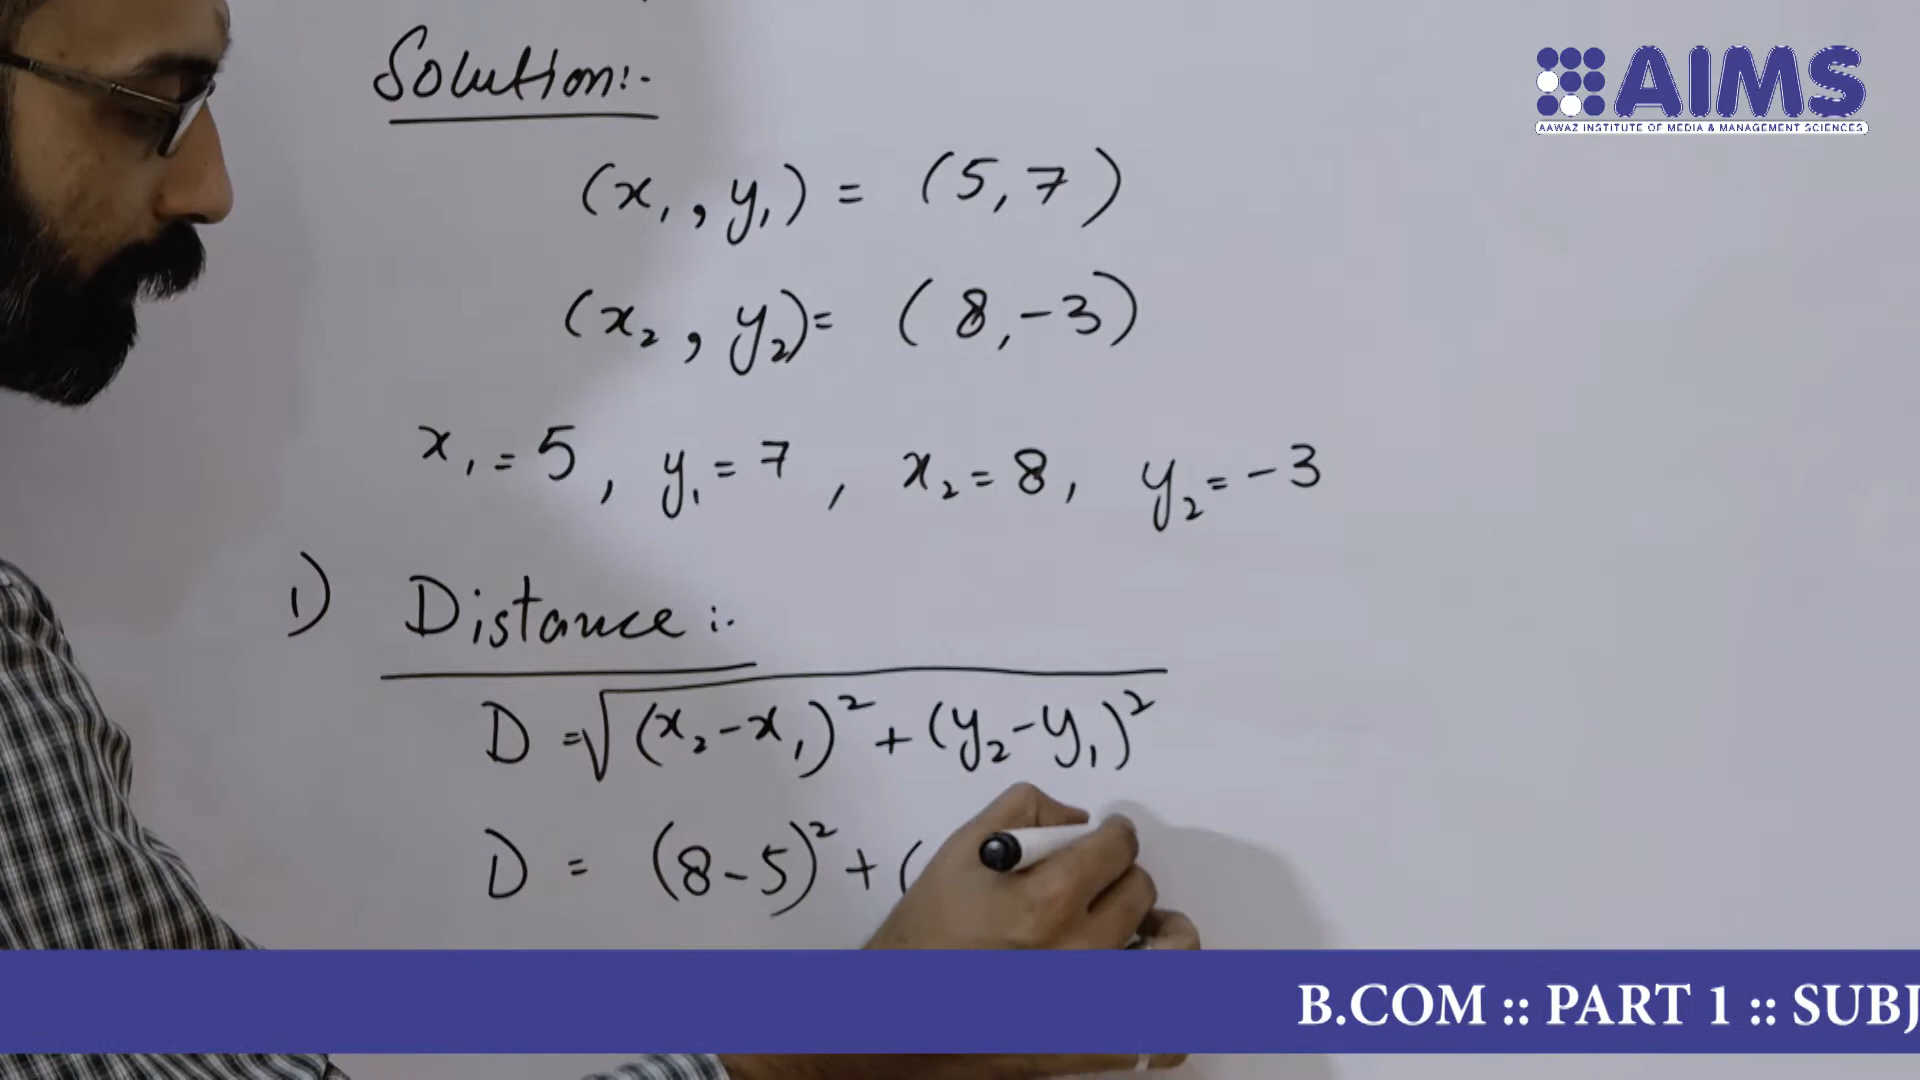 AIMS
AAWAZ INSTITUTE OF MEDIA & MANAGEMENT SCIENCES
Solution:-
(x₁, y₁) = (5, 7)
(x₂, y₂) = (8, -3)
x₁ = 5, y₁ = 7, x₂ = 8, y₂ = -3
1) Distance:-
D = √(x₂-x₁)² + (y₂-y₁)²
D = (8-5)² + (
B.COM :: PART 1 :: SUBJ